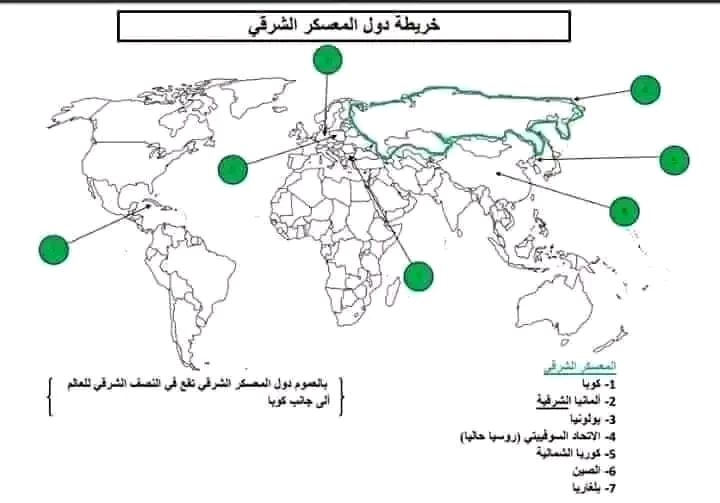 خريطة دول المعسكر الشرقي
المعسكر الشرقي
1- كوبا
2- ألمانيا الشرقية
3- بولونيا
4- الاتحاد السوفييتي (روسيا حاليا)
5- كوريا الشمالية
6- الصين
7- بلغاريا
بالعموم دول المعسكر الشرقي تقع في النصف الشرقي للعالم
ألى جانب كوبا